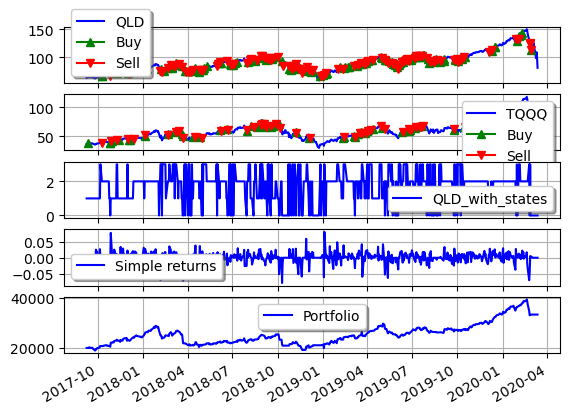 150
100
QLD
Buy
Sell
100
50
TQQQ
Buy
Sell
2
0
QLD_with_states
0.05
0.00
−0.05
Simple returns
40000
20000
Portfolio
2017-10
2018-01
2018-04
2018-07
2018-10
2019-01
2019-04
2019-07
2019-10
2020-01
2020-04